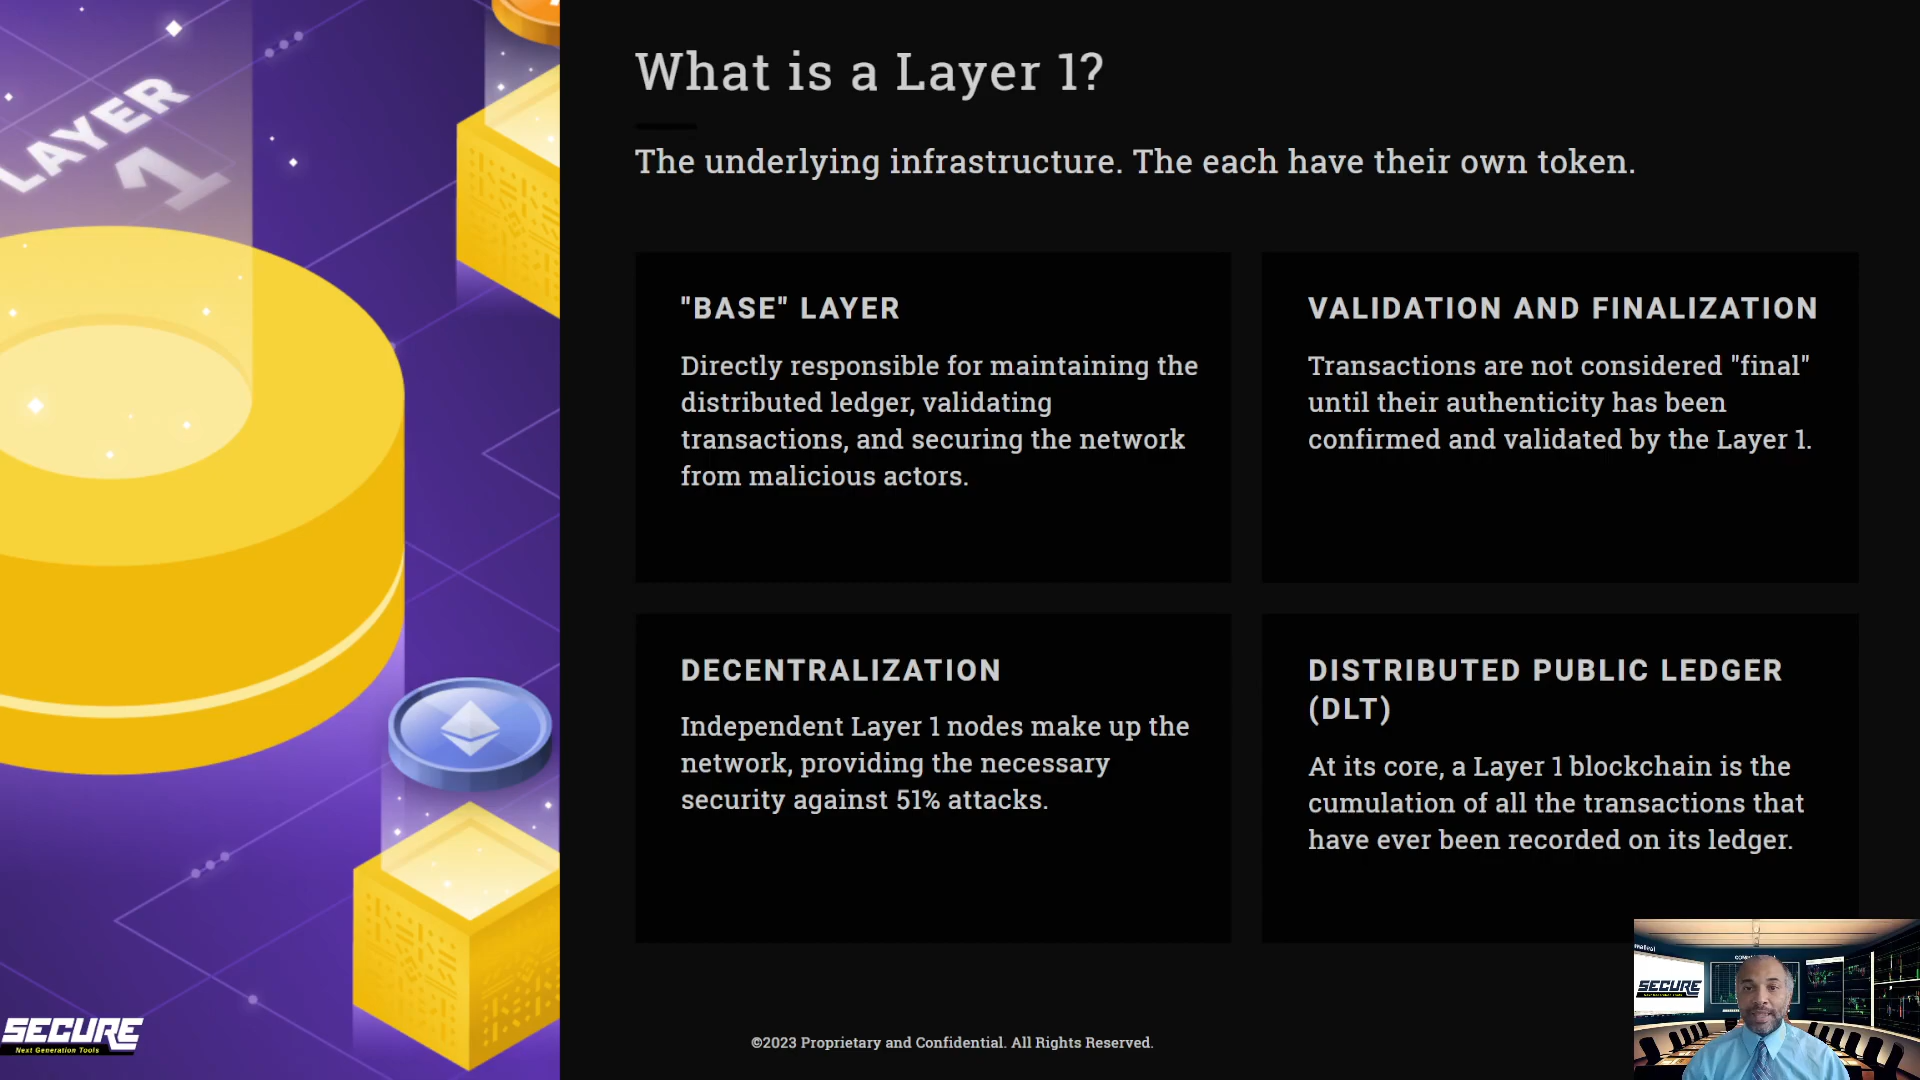 LAYER
1
What is a Layer 1?
The underlying infrastructure. The each have their own token.
"BASE" LAYER
Directly responsible for maintaining the
distributed ledger, validating
transactions, and securing the network
from malicious actors.
VALIDATION AND FINALIZATION
Transactions are not considered "final"
until their authenticity has been
confirmed and validated by the Layer 1.
DECENTRALIZATION
Independent Layer 1 nodes make up the
network, providing the necessary
security against 51% attacks.
DISTRIBUTED PUBLIC LEDGER
(DLT)
At its core, a Layer 1 blockchain is the
cumulation of all the transactions that
have ever been recorded on its ledger.
SECURE
Next Generation Tools
©2023 Proprietary and Confidential. All Rights Reserved.
SECURE
Next Generation Tools